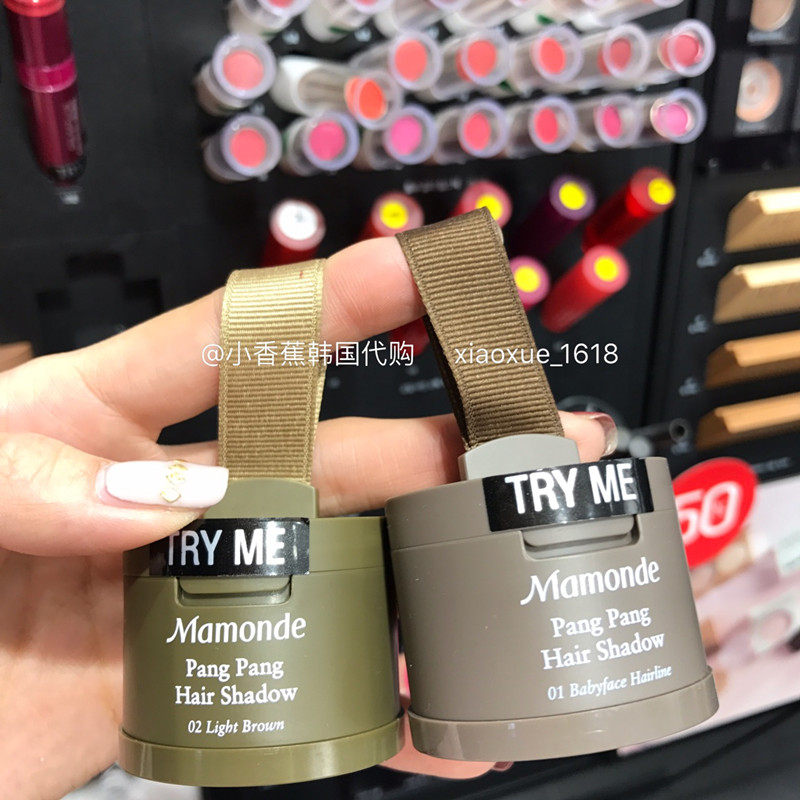 @小香蕉韩国代购 xiaoxue_1618
TRY ME
Mamonde
Pang Pang
Hair Shadow
02 Light Brown
TRY ME
Mamonde
Pang Pang
Hair Shadow
01 Babyface Hairline
50